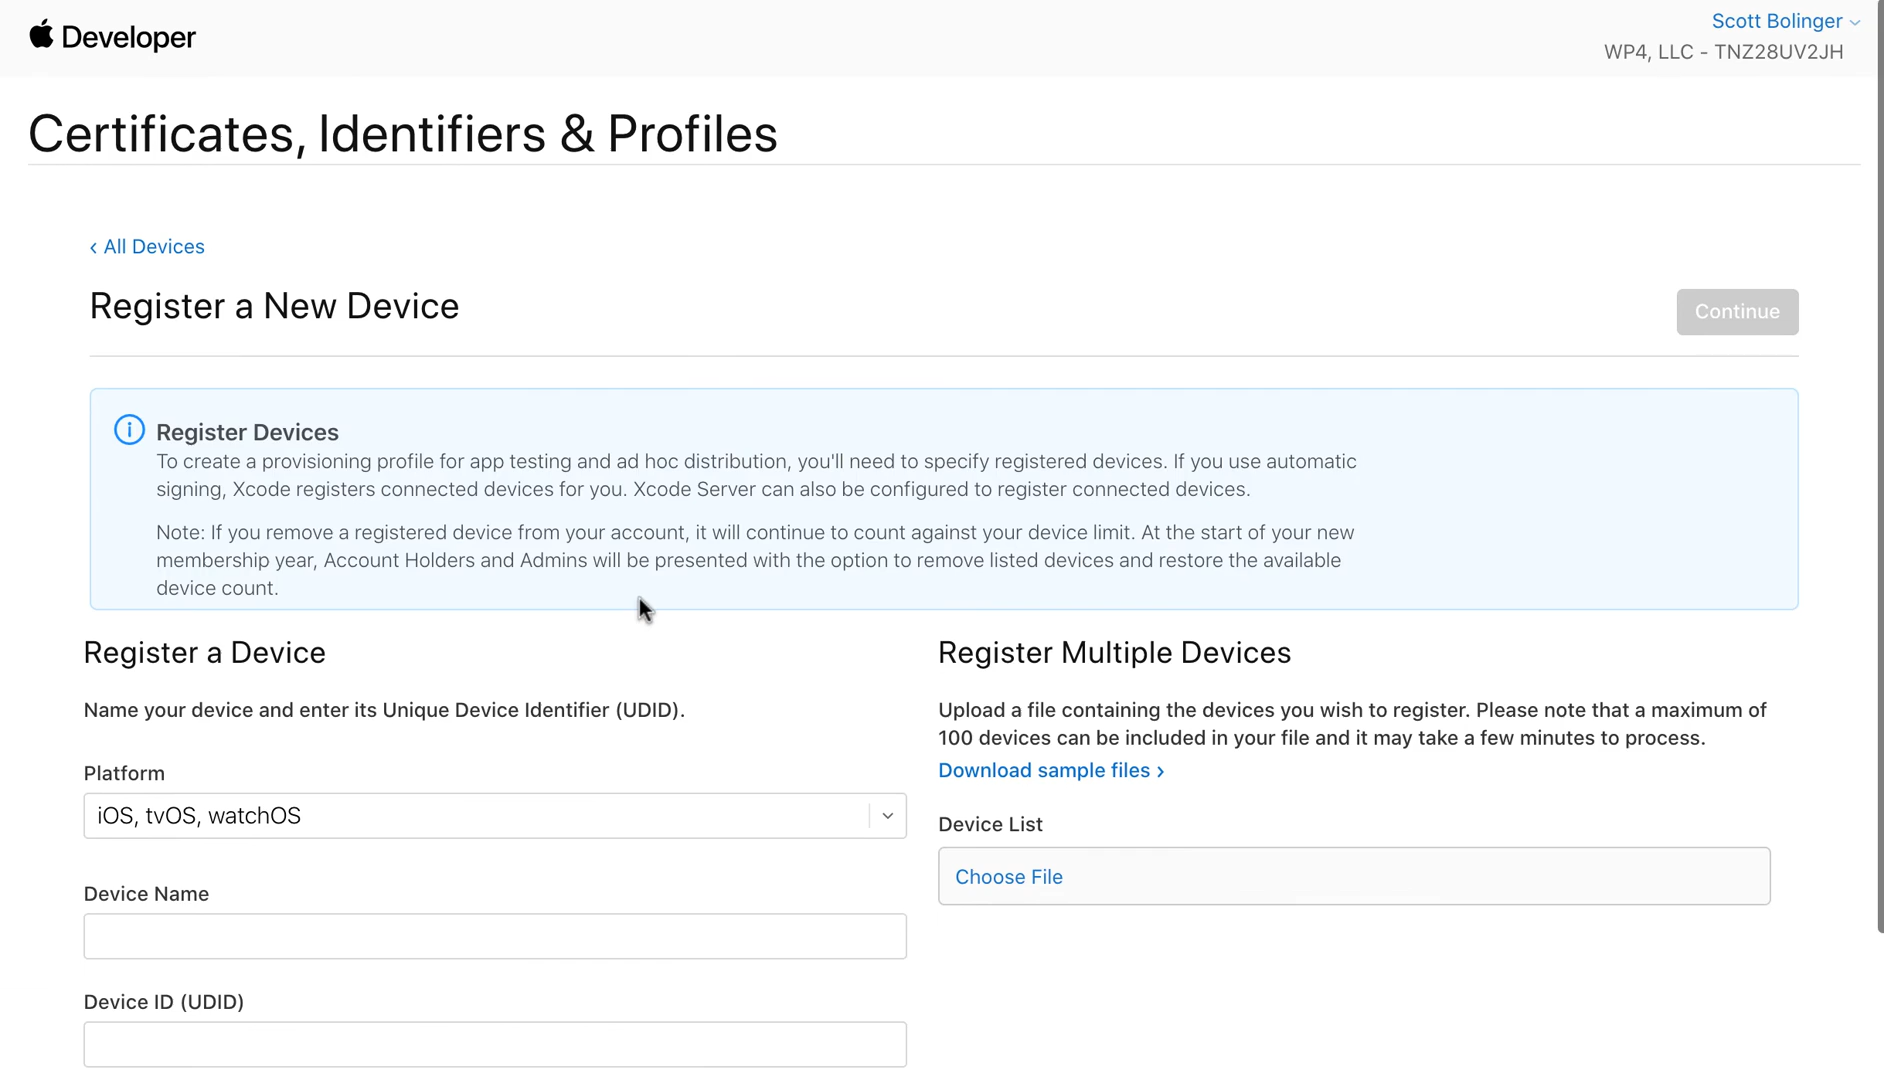 Developer
Scott Bolinger
WP4, LLC - TNZ28UV2JH
Certificates, Identifiers & Profiles
‹ All Devices
Register a New Device
Continue
Register Devices
To create a provisioning profile for app testing and ad hoc distribution, you'll need to specify registered devices. If you use automatic
signing, Xcode registers connected devices for you. Xcode Server can also be configured to register connected devices.
Note: If you remove a registered device from your account, it will continue to count against your device limit. At the start of your new
membership year, Account Holders and Admins will be presented with the option to remove listed devices and restore the available
device count.
Register a Device
Name your device and enter its Unique Device Identifier (UDID).
Platform
iOS, tvOS, watchOS
Device Name
Device ID (UDID)
Register Multiple Devices
Upload a file containing the devices you wish to register. Please note that a maximum of
100 devices can be included in your file and it may take a few minutes to process.
Download sample files ›
Device List
Choose File